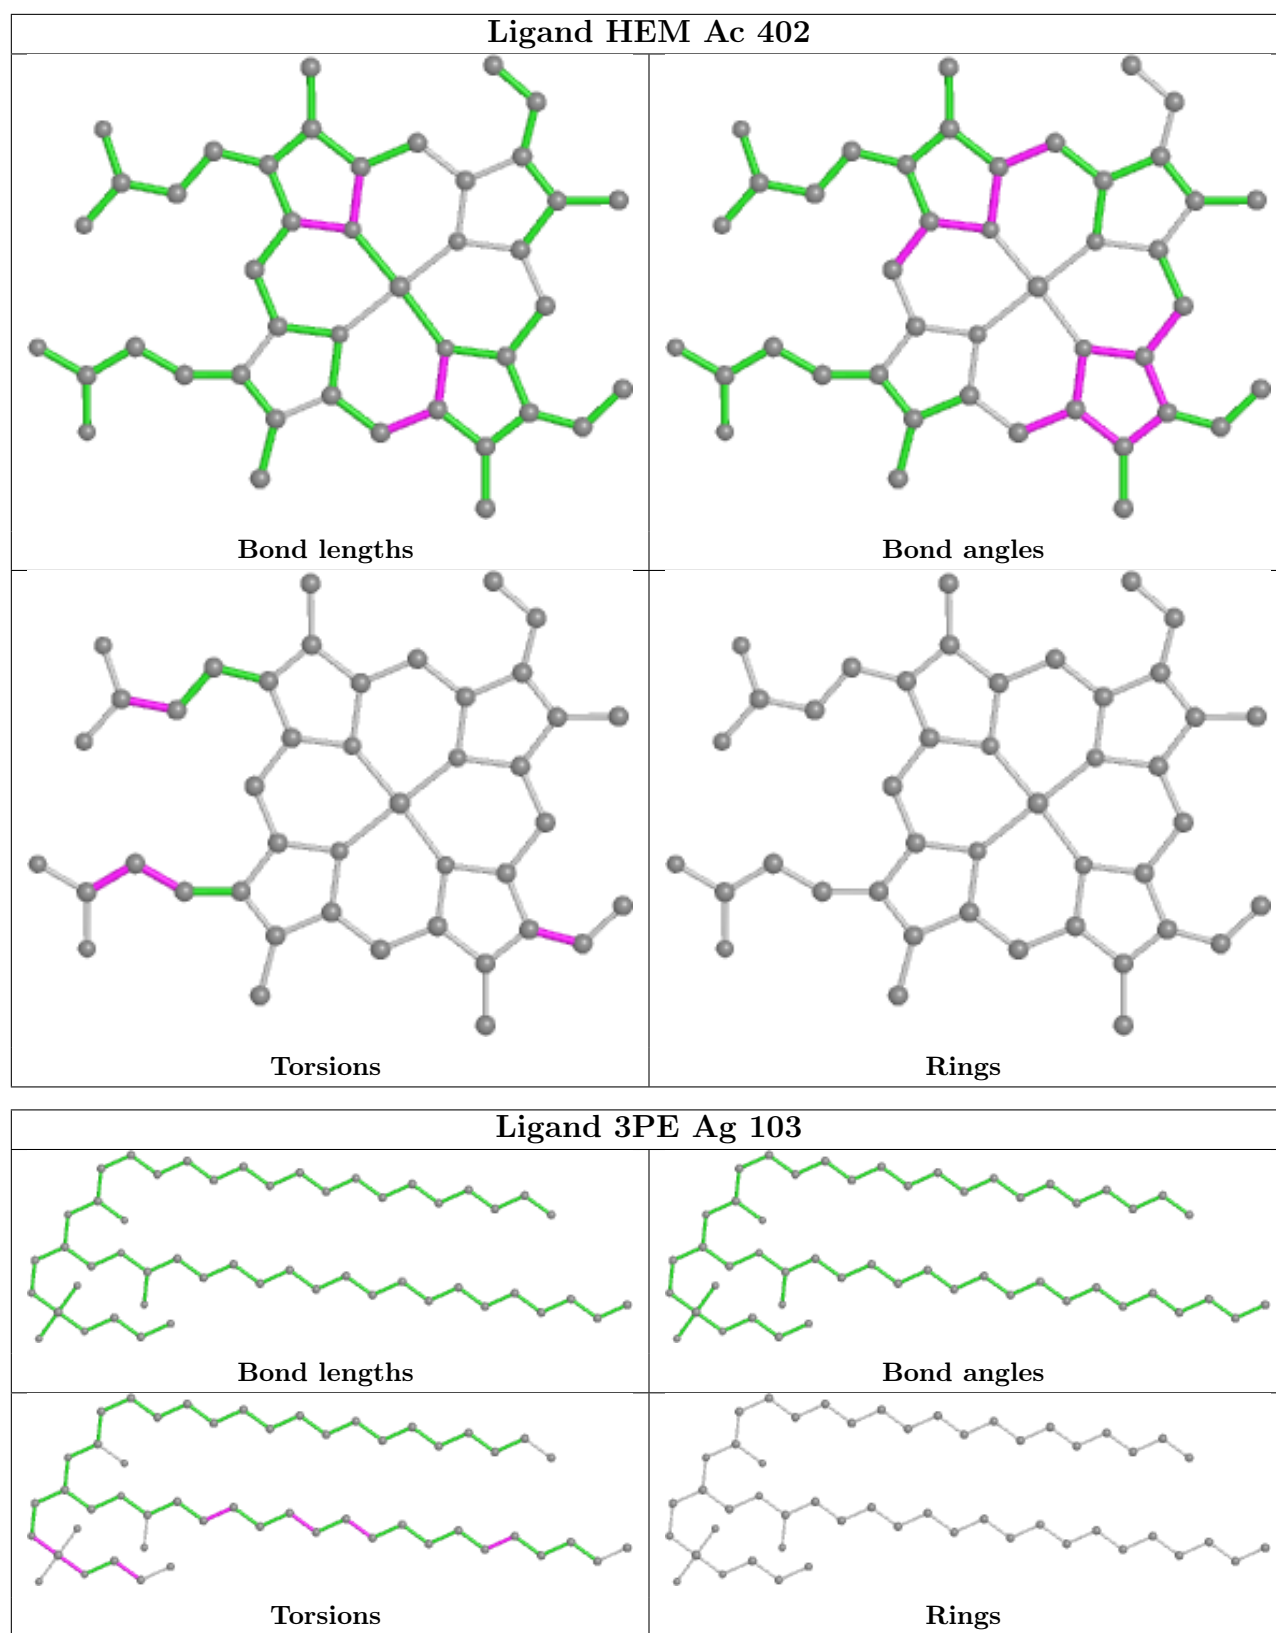 Ligand HEM Ac 402
Bond lengths
Bond angles
Torsions
Rings
Ligand 3PE Ag 103
Bond lengths
Bond angles
Torsions
Rings